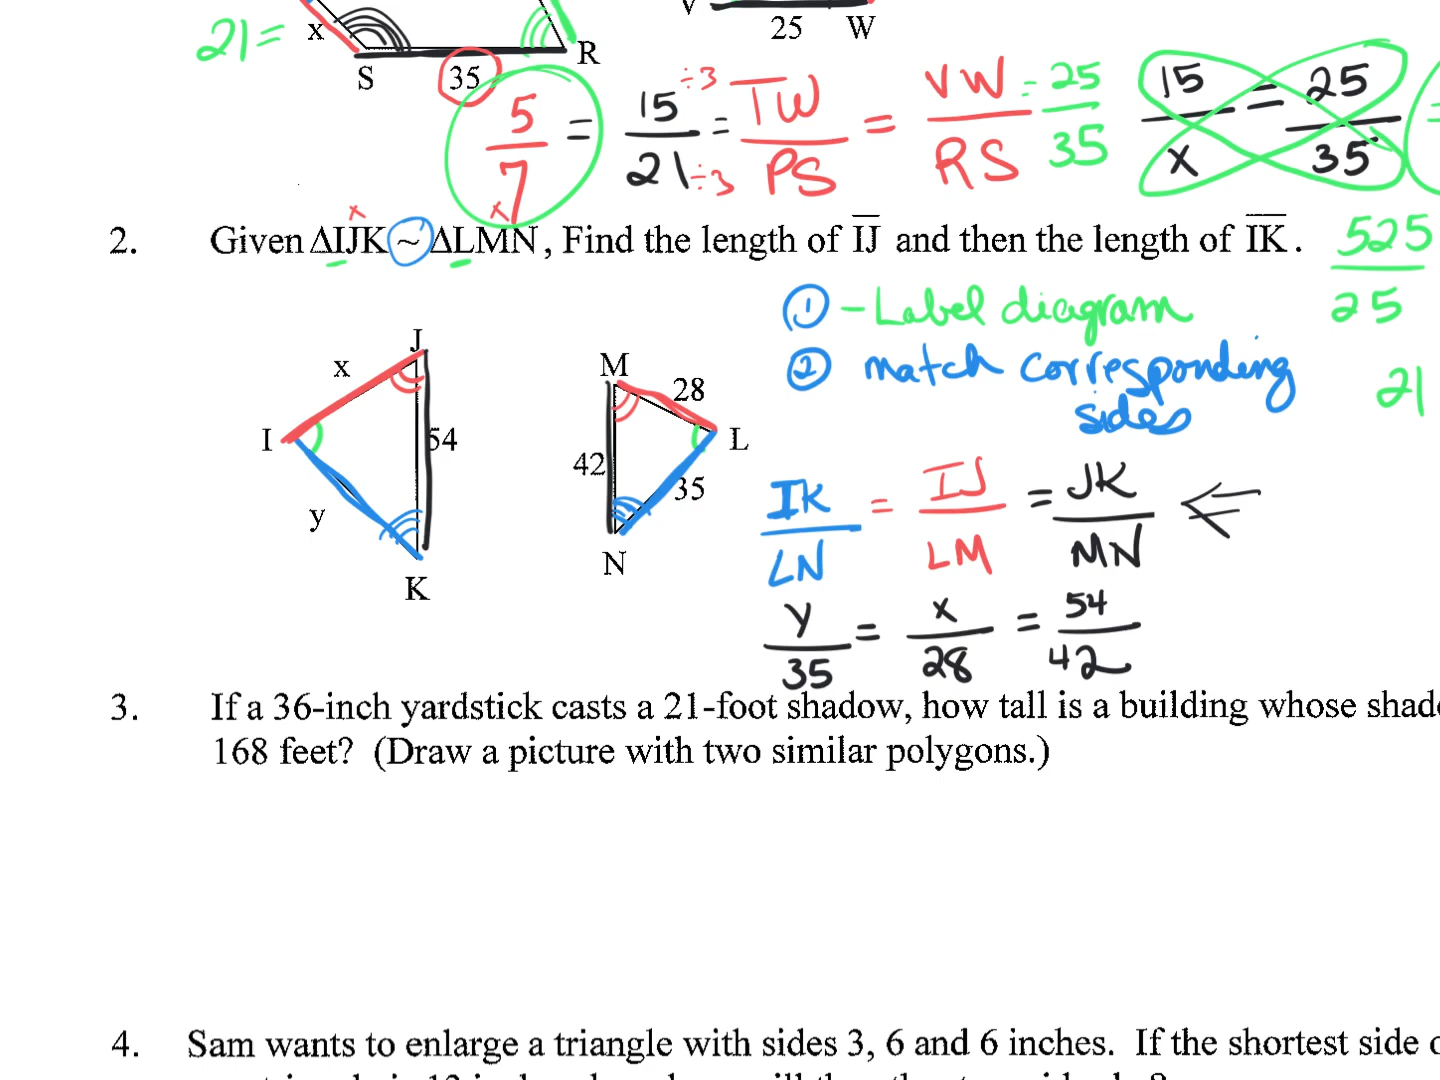 21 = x
S 35 R
V 25 W
5/7 = 15 ÷3 / 21 ÷3 = TW/PS = VW/RS = 25/35
15/x = 25/35
2. Given ΔIJK ~ ΔLMN, Find the length of IJ and then the length of IK.
525/25
21
① - Label diagram
② match corresponding
sides
J
x
I
54
y
K
M
28
L
42
35
N
IK/LN = IJ/LM = JK/MN
y/35 = x/28 = 54/42
3. If a 36-inch yardstick casts a 21-foot shadow, how tall is a building whose
168 feet? (Draw a picture with two similar polygons.)
4. Sam wants to enlarge a triangle with sides 3, 6 and 6 inches. If the shortest side